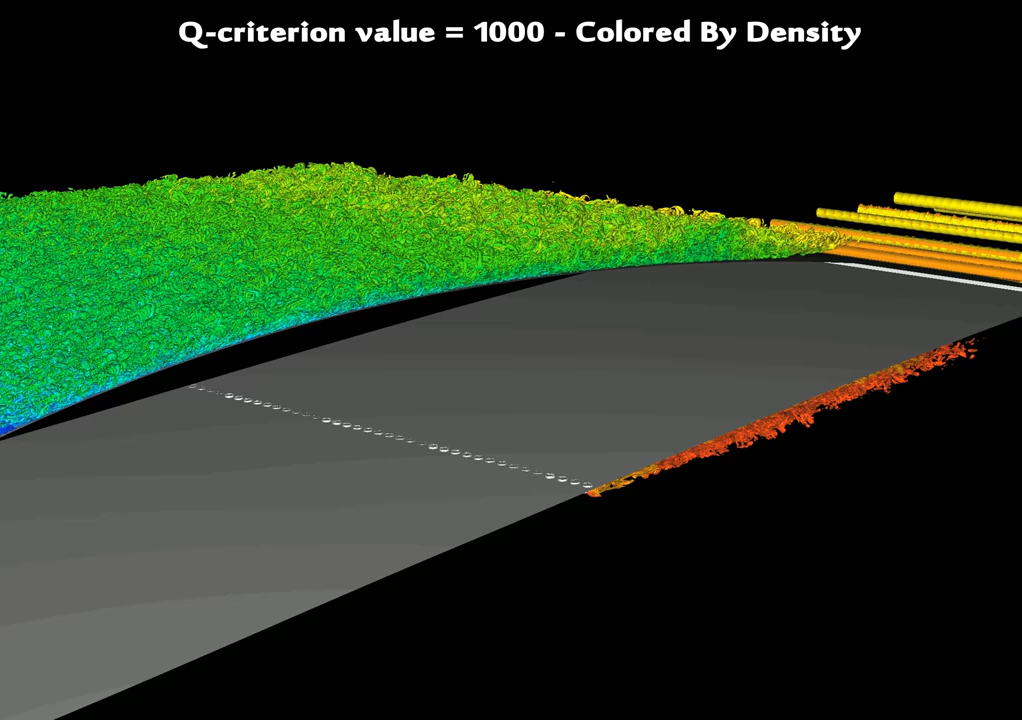 Q-criterion value = 1000 - Colored By Density